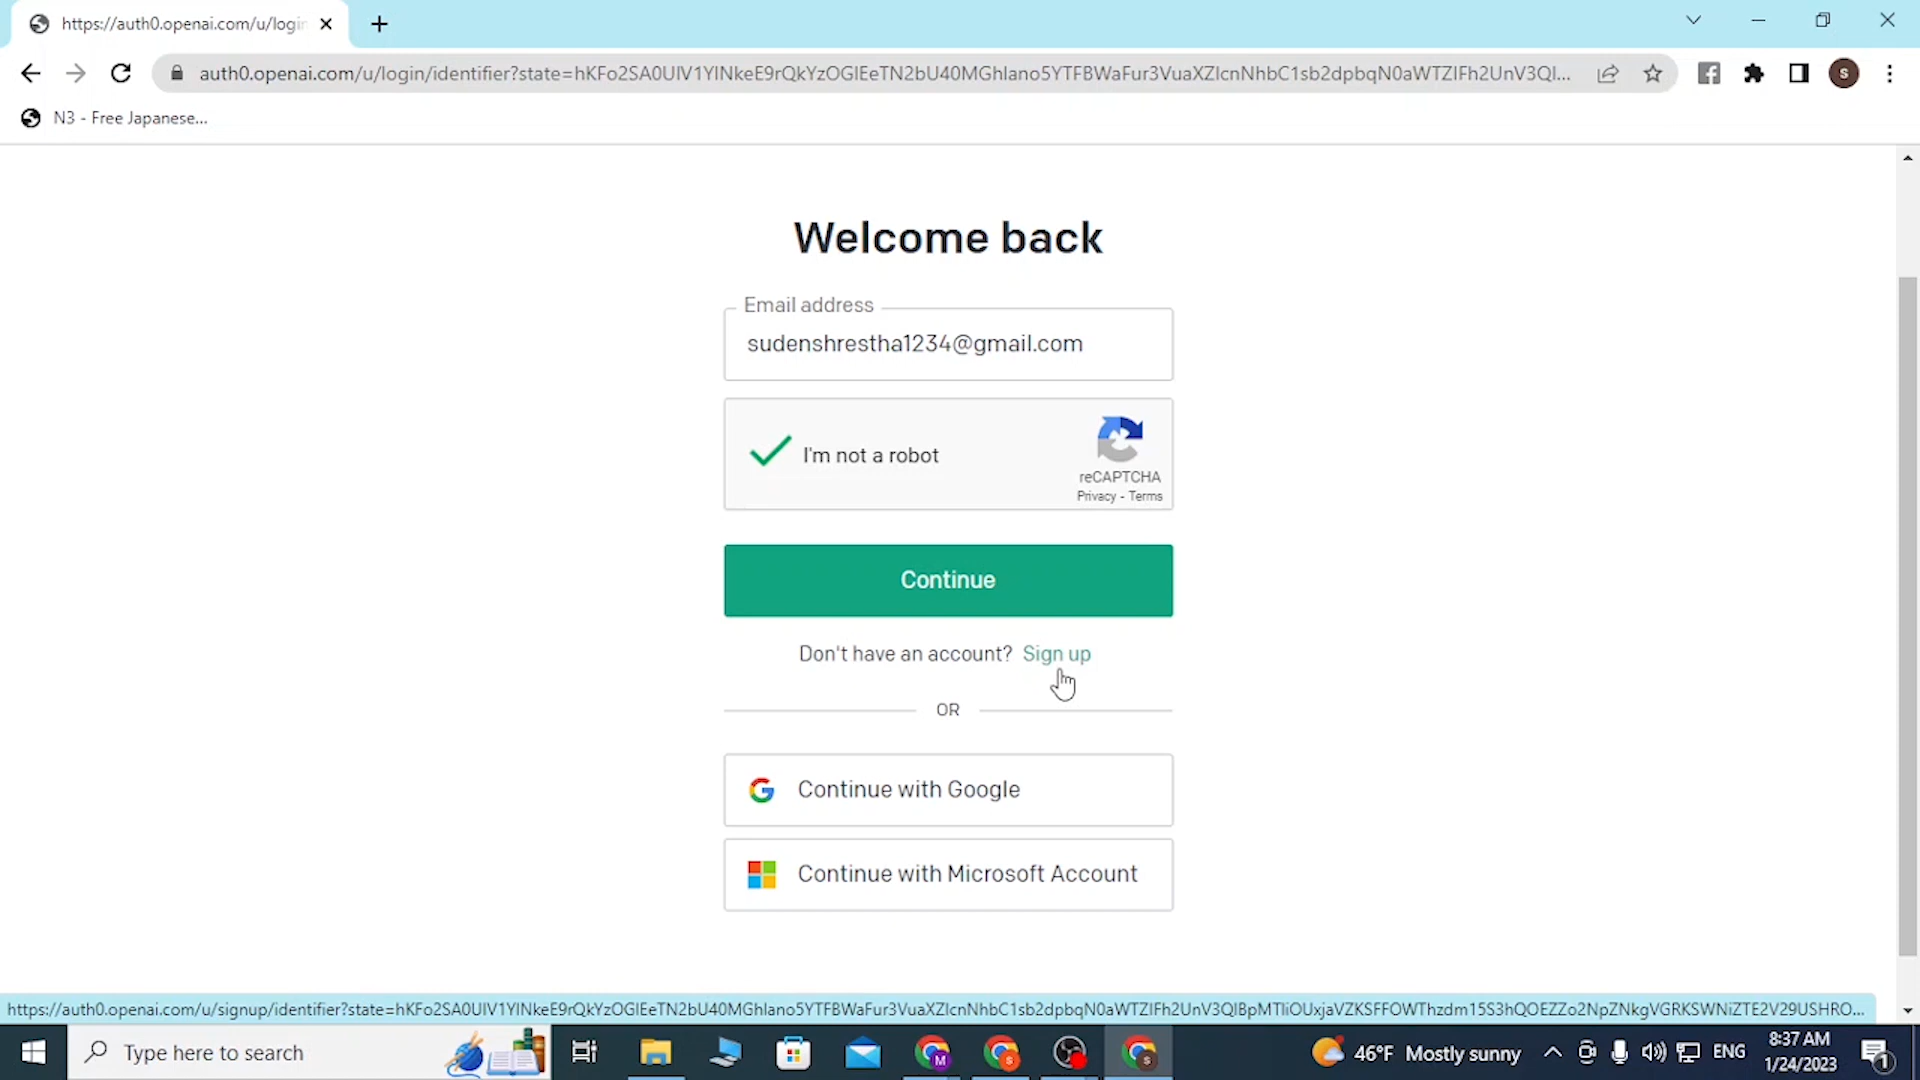 https://auth0.openai.com/u/login
auth0.openai.com/u/login/identifier?state=hKFo2SA0UlV1YlNkeE9rQkYzOGlEeTN2bU40MGhlano5YTFBWaFur3VuaXZlcnNhbC1sb2dpbqN0aWTZIFh2UnV3Ql...
S
N3 - Free Japanese...
Welcome back
Email address
sudenshrestha1234@gmail.com
I'm not a robot
reCAPTCHA
Privacy - Terms
Continue
Don't have an account? Sign up
OR
Continue with Google
Continue with Microsoft Account
https://auth0.openai.com/u/signup/identifier?state=hKFo2SA0UlV1YlNkeE9rQkYzOGlEeTN2bU40MGhlano5YTFBWaFur3VuaXZlcnNhbC1sb2dpbqN0aWTZIFh2UnV3QlBpMTliOUxjaVZKSFFOWThzdm15S3hQOEZZo2NpZNkgVGRKSWNiZTE2V29USHRO...
Type here to search
46°F Mostly sunny
ENG
8:37 AM
1/24/2023
1